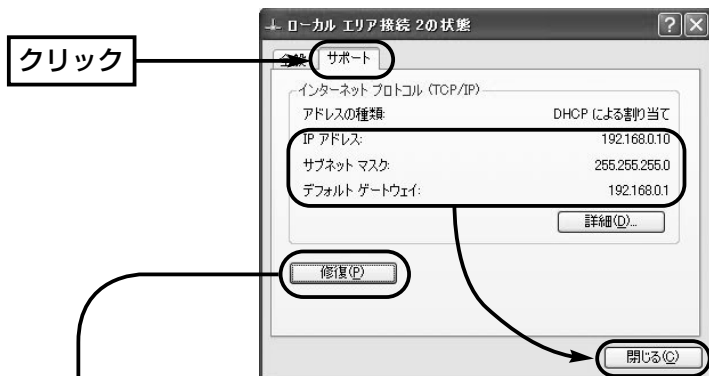 ローカル エリア接続 2の状態
クリック
全般 サポート
インターネット プロトコル (TCP/IP)
アドレスの種類: DHCP による割り当て
IP アドレス: 192.168.0.10
サブネット マスク: 255.255.255.0
デフォルト ゲートウェイ: 192.168.0.1
詳細(D)...
修復(P)
閉じる(C)